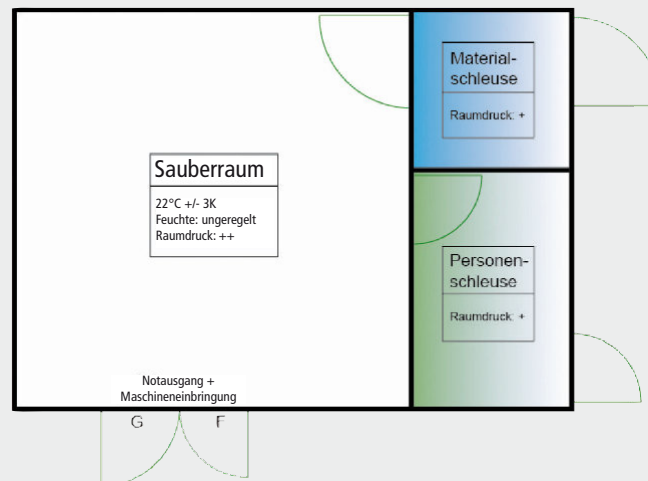 Material-
schleuse
Raumdruck: +
Sauberraum
22°C +/- 3K
Feuchte: ungeregelt
Raumdruck: ++
Personen-
schleuse
Raumdruck: +
Notausgang +
Maschineneinbringung
G F